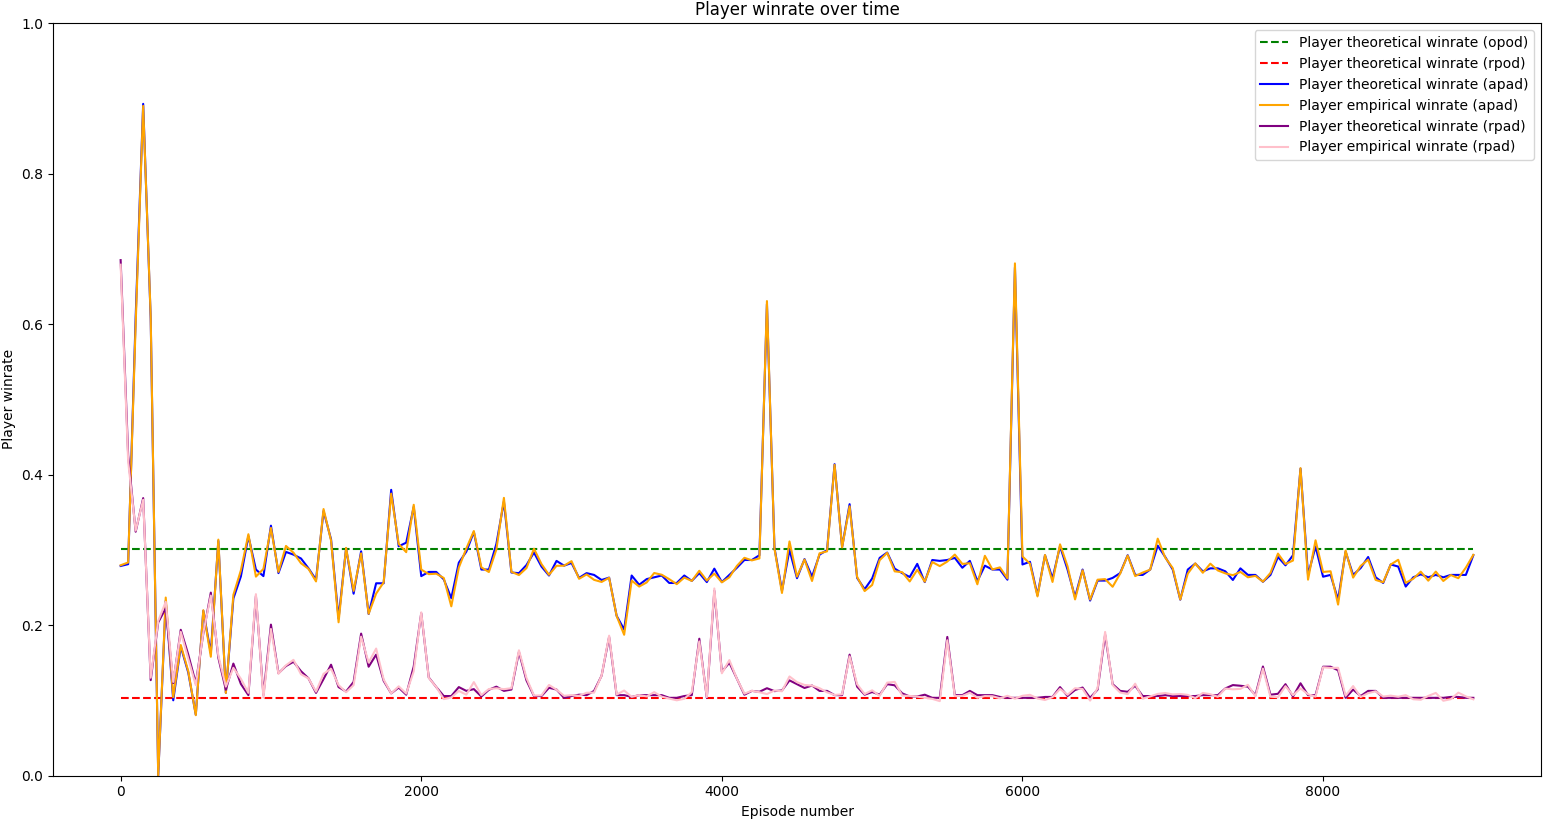 Player winrate over time
1.0
0.8
0.6
0.4
0.2
0.0
Player winrate
Player theoretical winrate (opod)
Player theoretical winrate (rpod)
Player theoretical winrate (apad)
Player empirical winrate (apad)
Player theoretical winrate (rpad)
Player empirical winrate (rpad)
0
2000
4000
6000
8000
Episode number